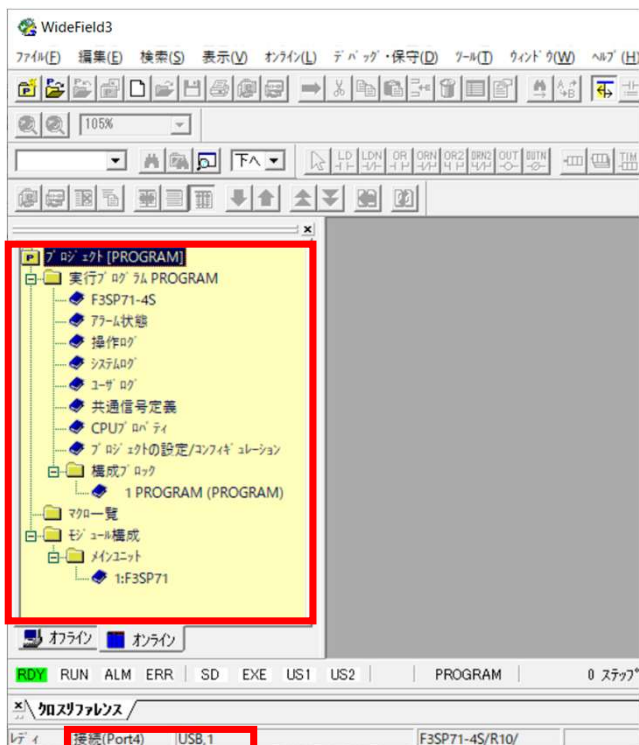 WideField3
ファイル(F) 編集(E) 検索(S) 表示(V) オンライン(L) デバッグ・保守(D) ツール(T) ウィンドウ(W) ヘルプ(H)
105%
下へ
LD LDN OR ORN OR2 ORN2 OUT OUTN TIM
プロジェクト [PROGRAM]
実行プログラム PROGRAM
F3SP71-4S
アラーム状態
操作ログ
システムログ
ユーザログ
共通信号定義
CPUプロパティ
プロジェクトの設定/コンフィギュレーション
構成ブロック
1 PROGRAM (PROGRAM)
マクロ一覧
モジュール構成
メインユニット
1:F3SP71
オフライン オンライン
RDY RUN ALM ERR SD EXE US1 US2 PROGRAM 0 ステップ
クロスリファレンス
レディ 接続(Port4) USB,1 F3SP71-4S/R10/